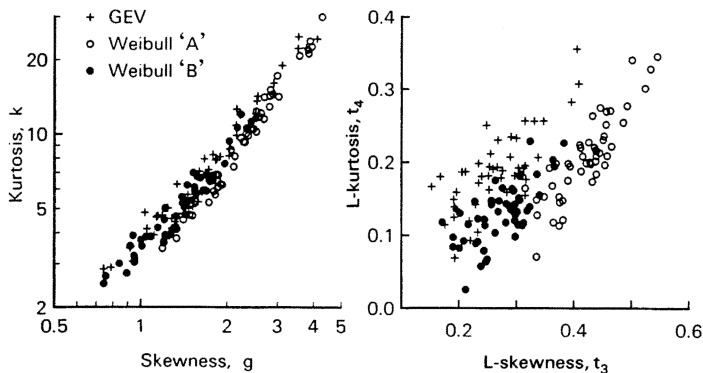 + GEV
○ Weibull ‘A’
● Weibull ‘B’
Kurtosis, k
20
10
5
2
0.5 1 2 3 4 5
Skewness, g
L-kurtosis, t₄
0.4
0.3
0.2
0.1
0.0
0.2 0.4 0.6
L-skewness, t₃